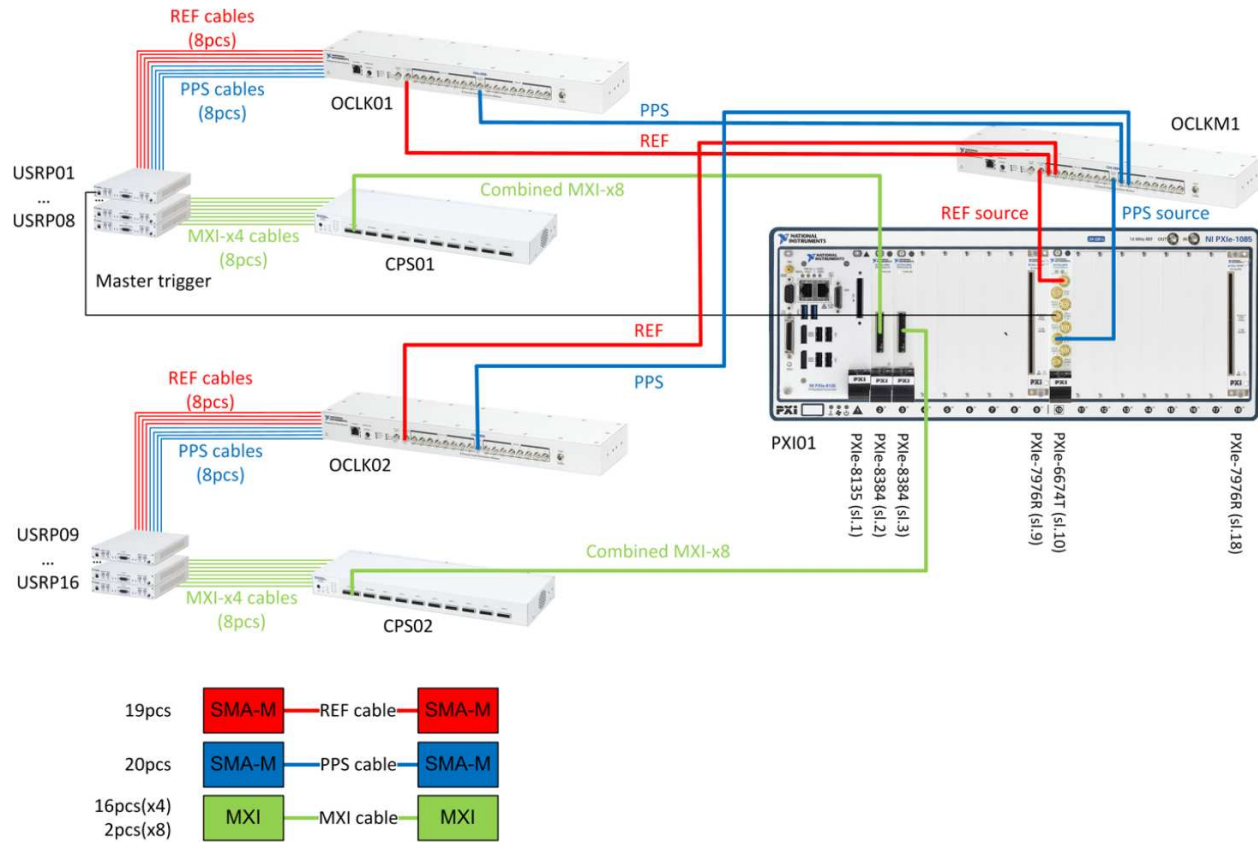 REF cables
(8pcs)
PPS cables
(8pcs)
OCLK01
PPS
REF
OCLKM1
USRP01
...
USRP08
MXI-x4 cables
(8pcs)
Combined MXI-x8
CPS01
REF source
PPS source
Master trigger
NATIONAL
INSTRUMENTS
NI PXIe-1085
REF
PPS
REF cables
(8pcs)
PPS cables
(8pcs)
OCLK02
PXI
PXI01
PXIe-8135 (sl.1)
PXIe-8384 (sl.2)
PXIe-8384 (sl.3)
PXIe-7976R (sl.9)
PXIe-6674T (sl.10)
PXIe-7976R (sl.18)
USRP09
...
USRP16
MXI-x4 cables
(8pcs)
Combined MXI-x8
CPS02
19pcs SMA-M REF cable SMA-M
20pcs SMA-M PPS cable SMA-M
16pcs(x4)
2pcs(x8)
MXI MXI cable MXI